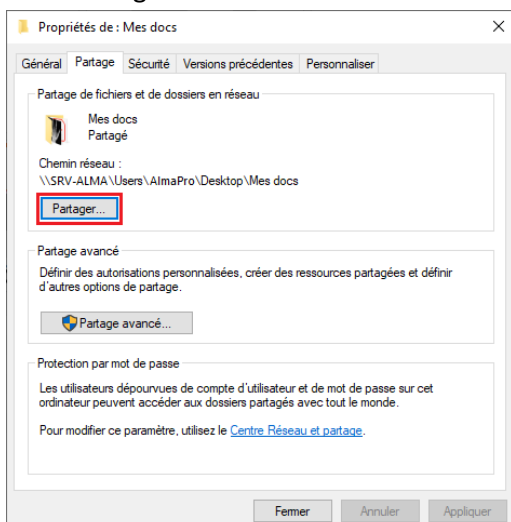 Propriétés de : Mes docs
Général Partage Sécurité Versions précédentes Personnaliser
Partage de fichiers et de dossiers en réseau
Mes docs
Partagé
Chemin réseau :
\\SRV-ALMA\Users\AlmaPro\Desktop\Mes docs
Partager...
Partage avancé
Définir des autorisations personnalisées, créer des ressources partagées et définir
d'autres options de partage.
Partage avancé...
Protection par mot de passe
Les utilisateurs dépourvues de compte d'utilisateur et de mot de passe sur cet
ordinateur peuvent accéder aux dossiers partagés avec tout le monde.
Pour modifier ce paramètre, utilisez le Centre Réseau et partage.
Fermer Annuler Appliquer